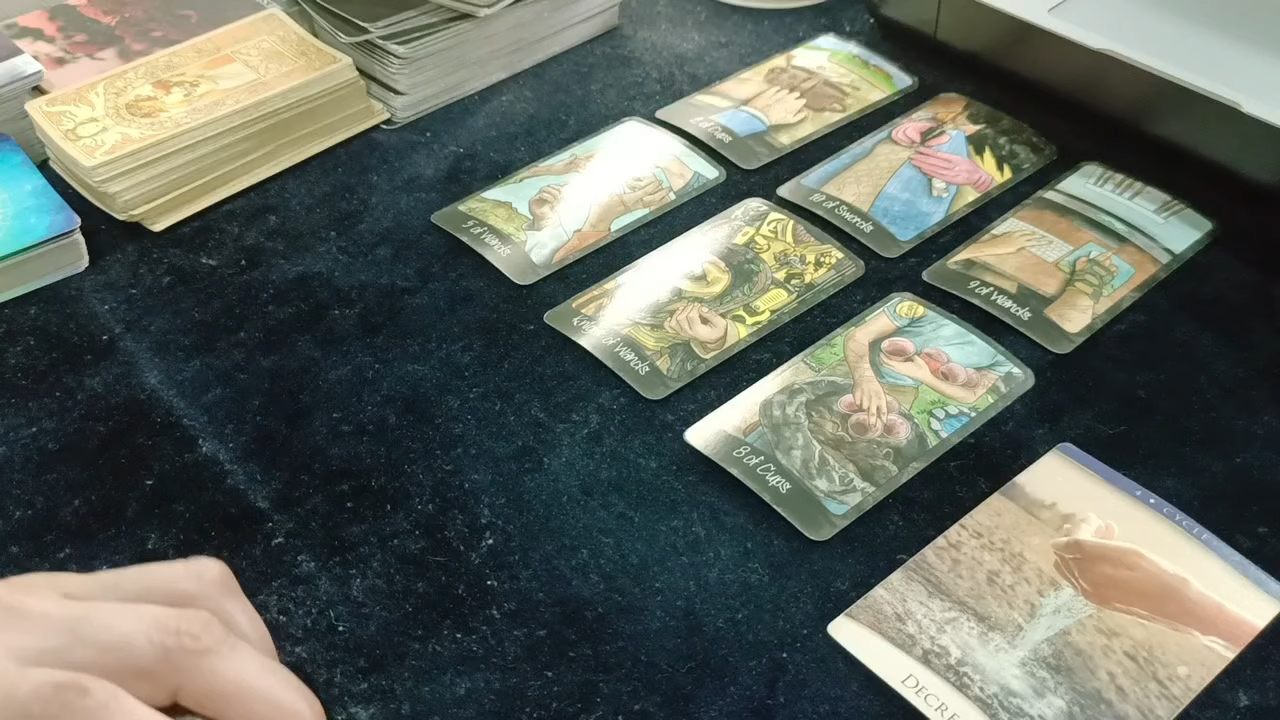 of Cups
10 of Swords
9 of Wands
5 of Wands
Knight of Wands
8 of Cups
4 • CYCLE
DECRE